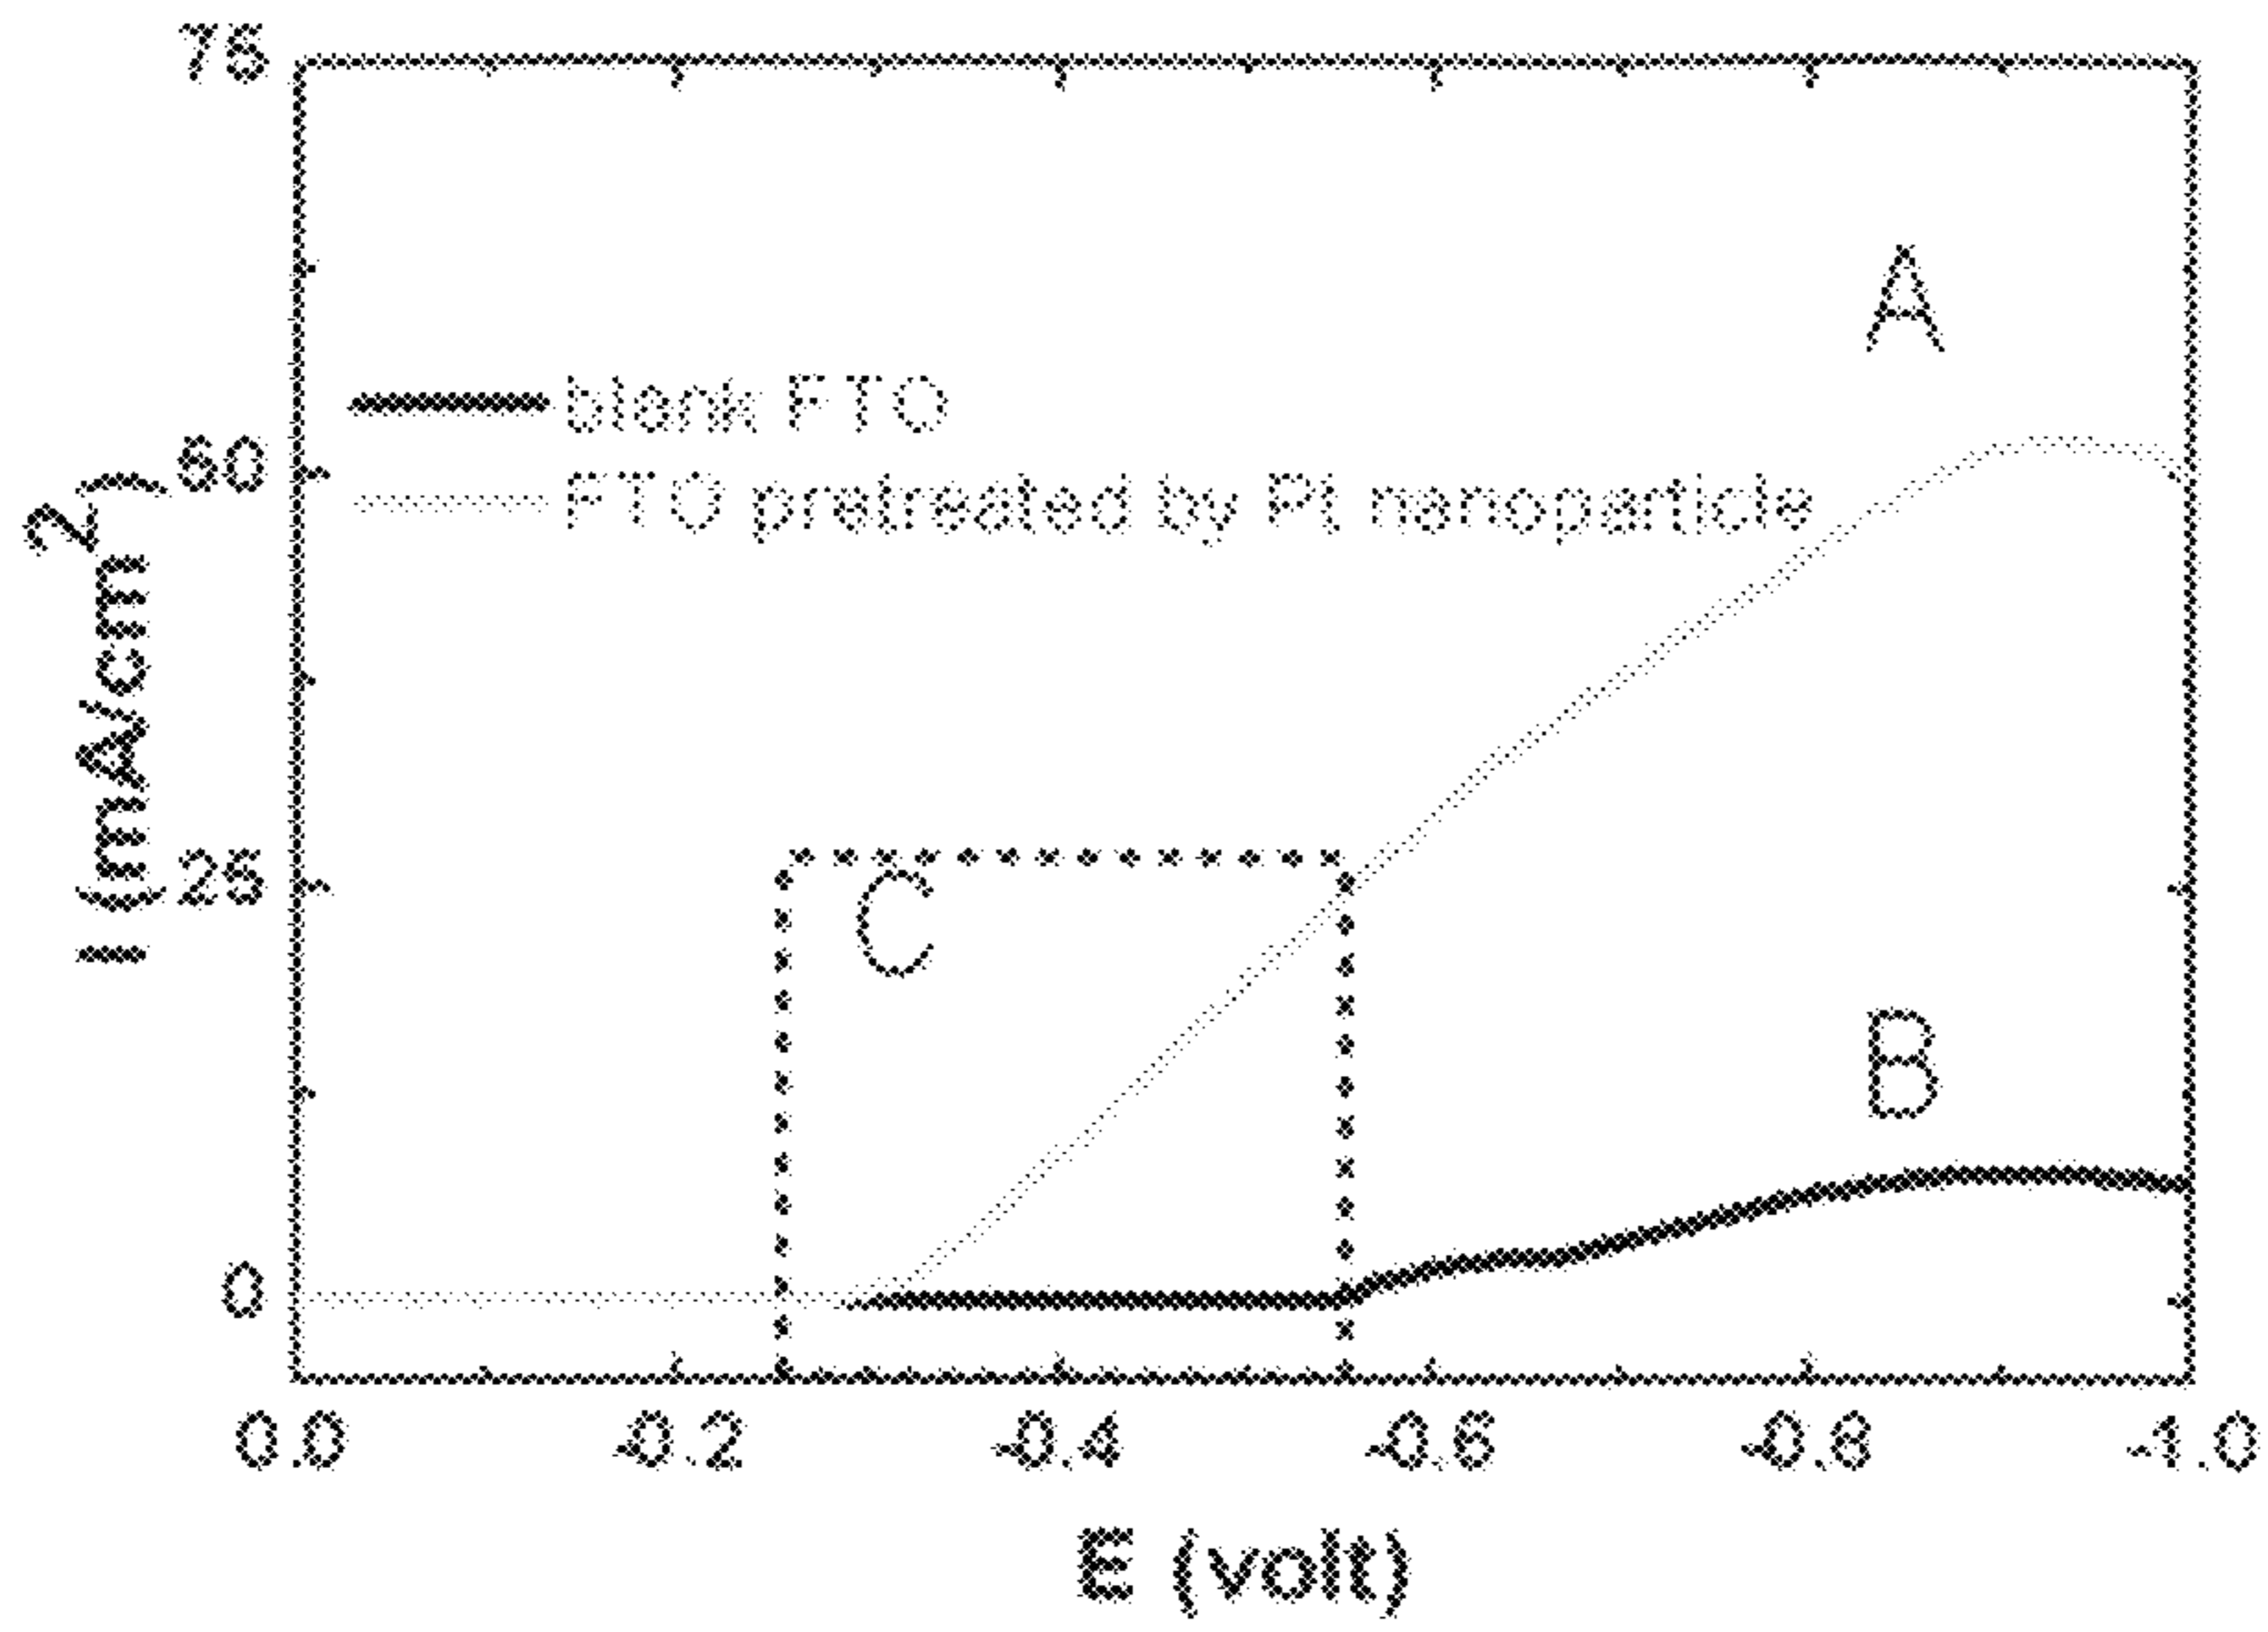 75
A
blank FTO
50
FTO pretreated by Pt nanoparticle
I (mA/cm2)
25
C
B
0
0.0 -0.2 -0.4 -0.6 -0.8 -1.0
E (volt)